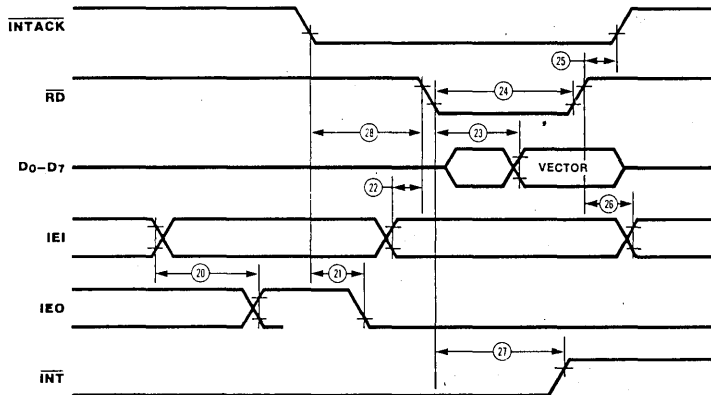 INTACK
25
RD
24
28
23
D0–D7
VECTOR
22
26
IEI
20
21
IEO
27
INT